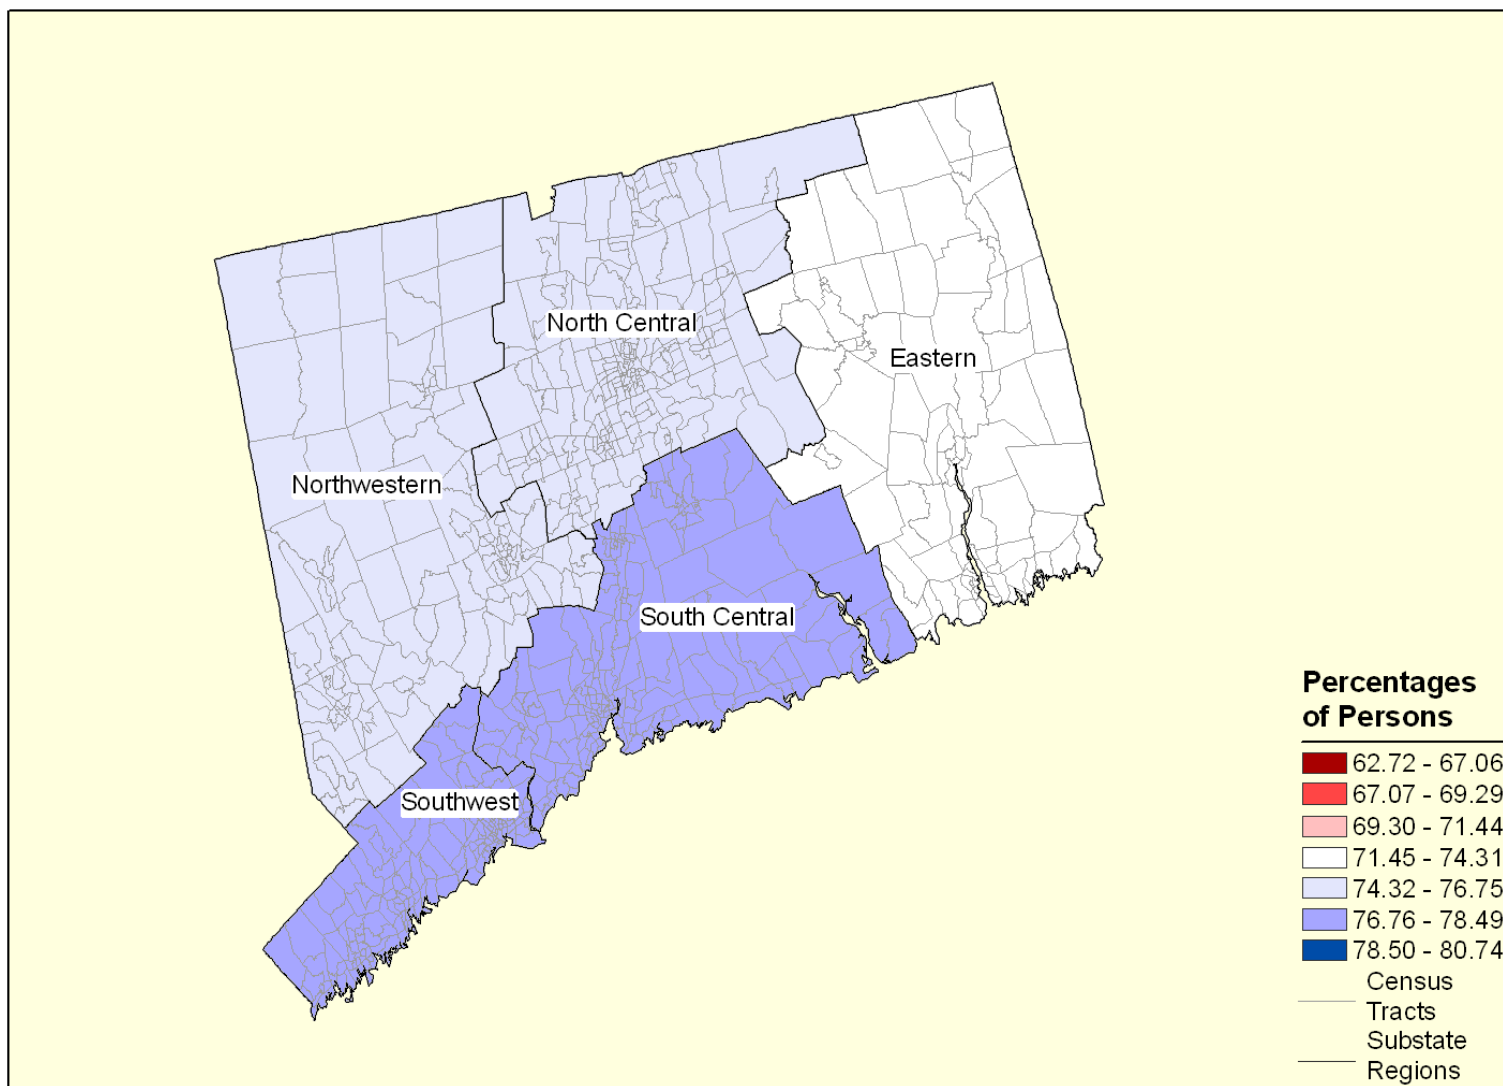 North Central
Eastern
Northwestern
South Central
Southwest
Percentages
of Persons
62.72 - 67.06
67.07 - 69.29
69.30 - 71.44
71.45 - 74.31
74.32 - 76.75
76.76 - 78.49
78.50 - 80.74
Census
Tracts
Substate
Regions